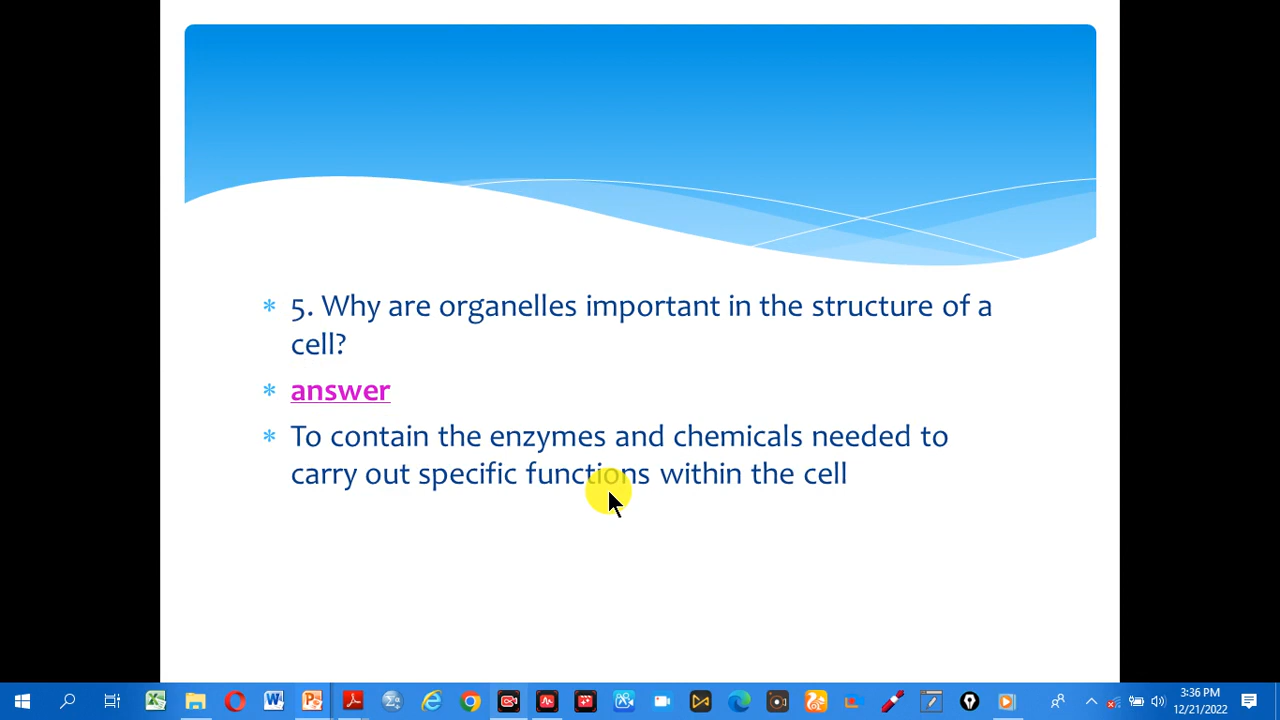 * 5. Why are organelles important in the structure of a
cell?
* answer
* To contain the enzymes and chemicals needed to
carry out specific functions within the cell
3:36 PM
12/21/2022